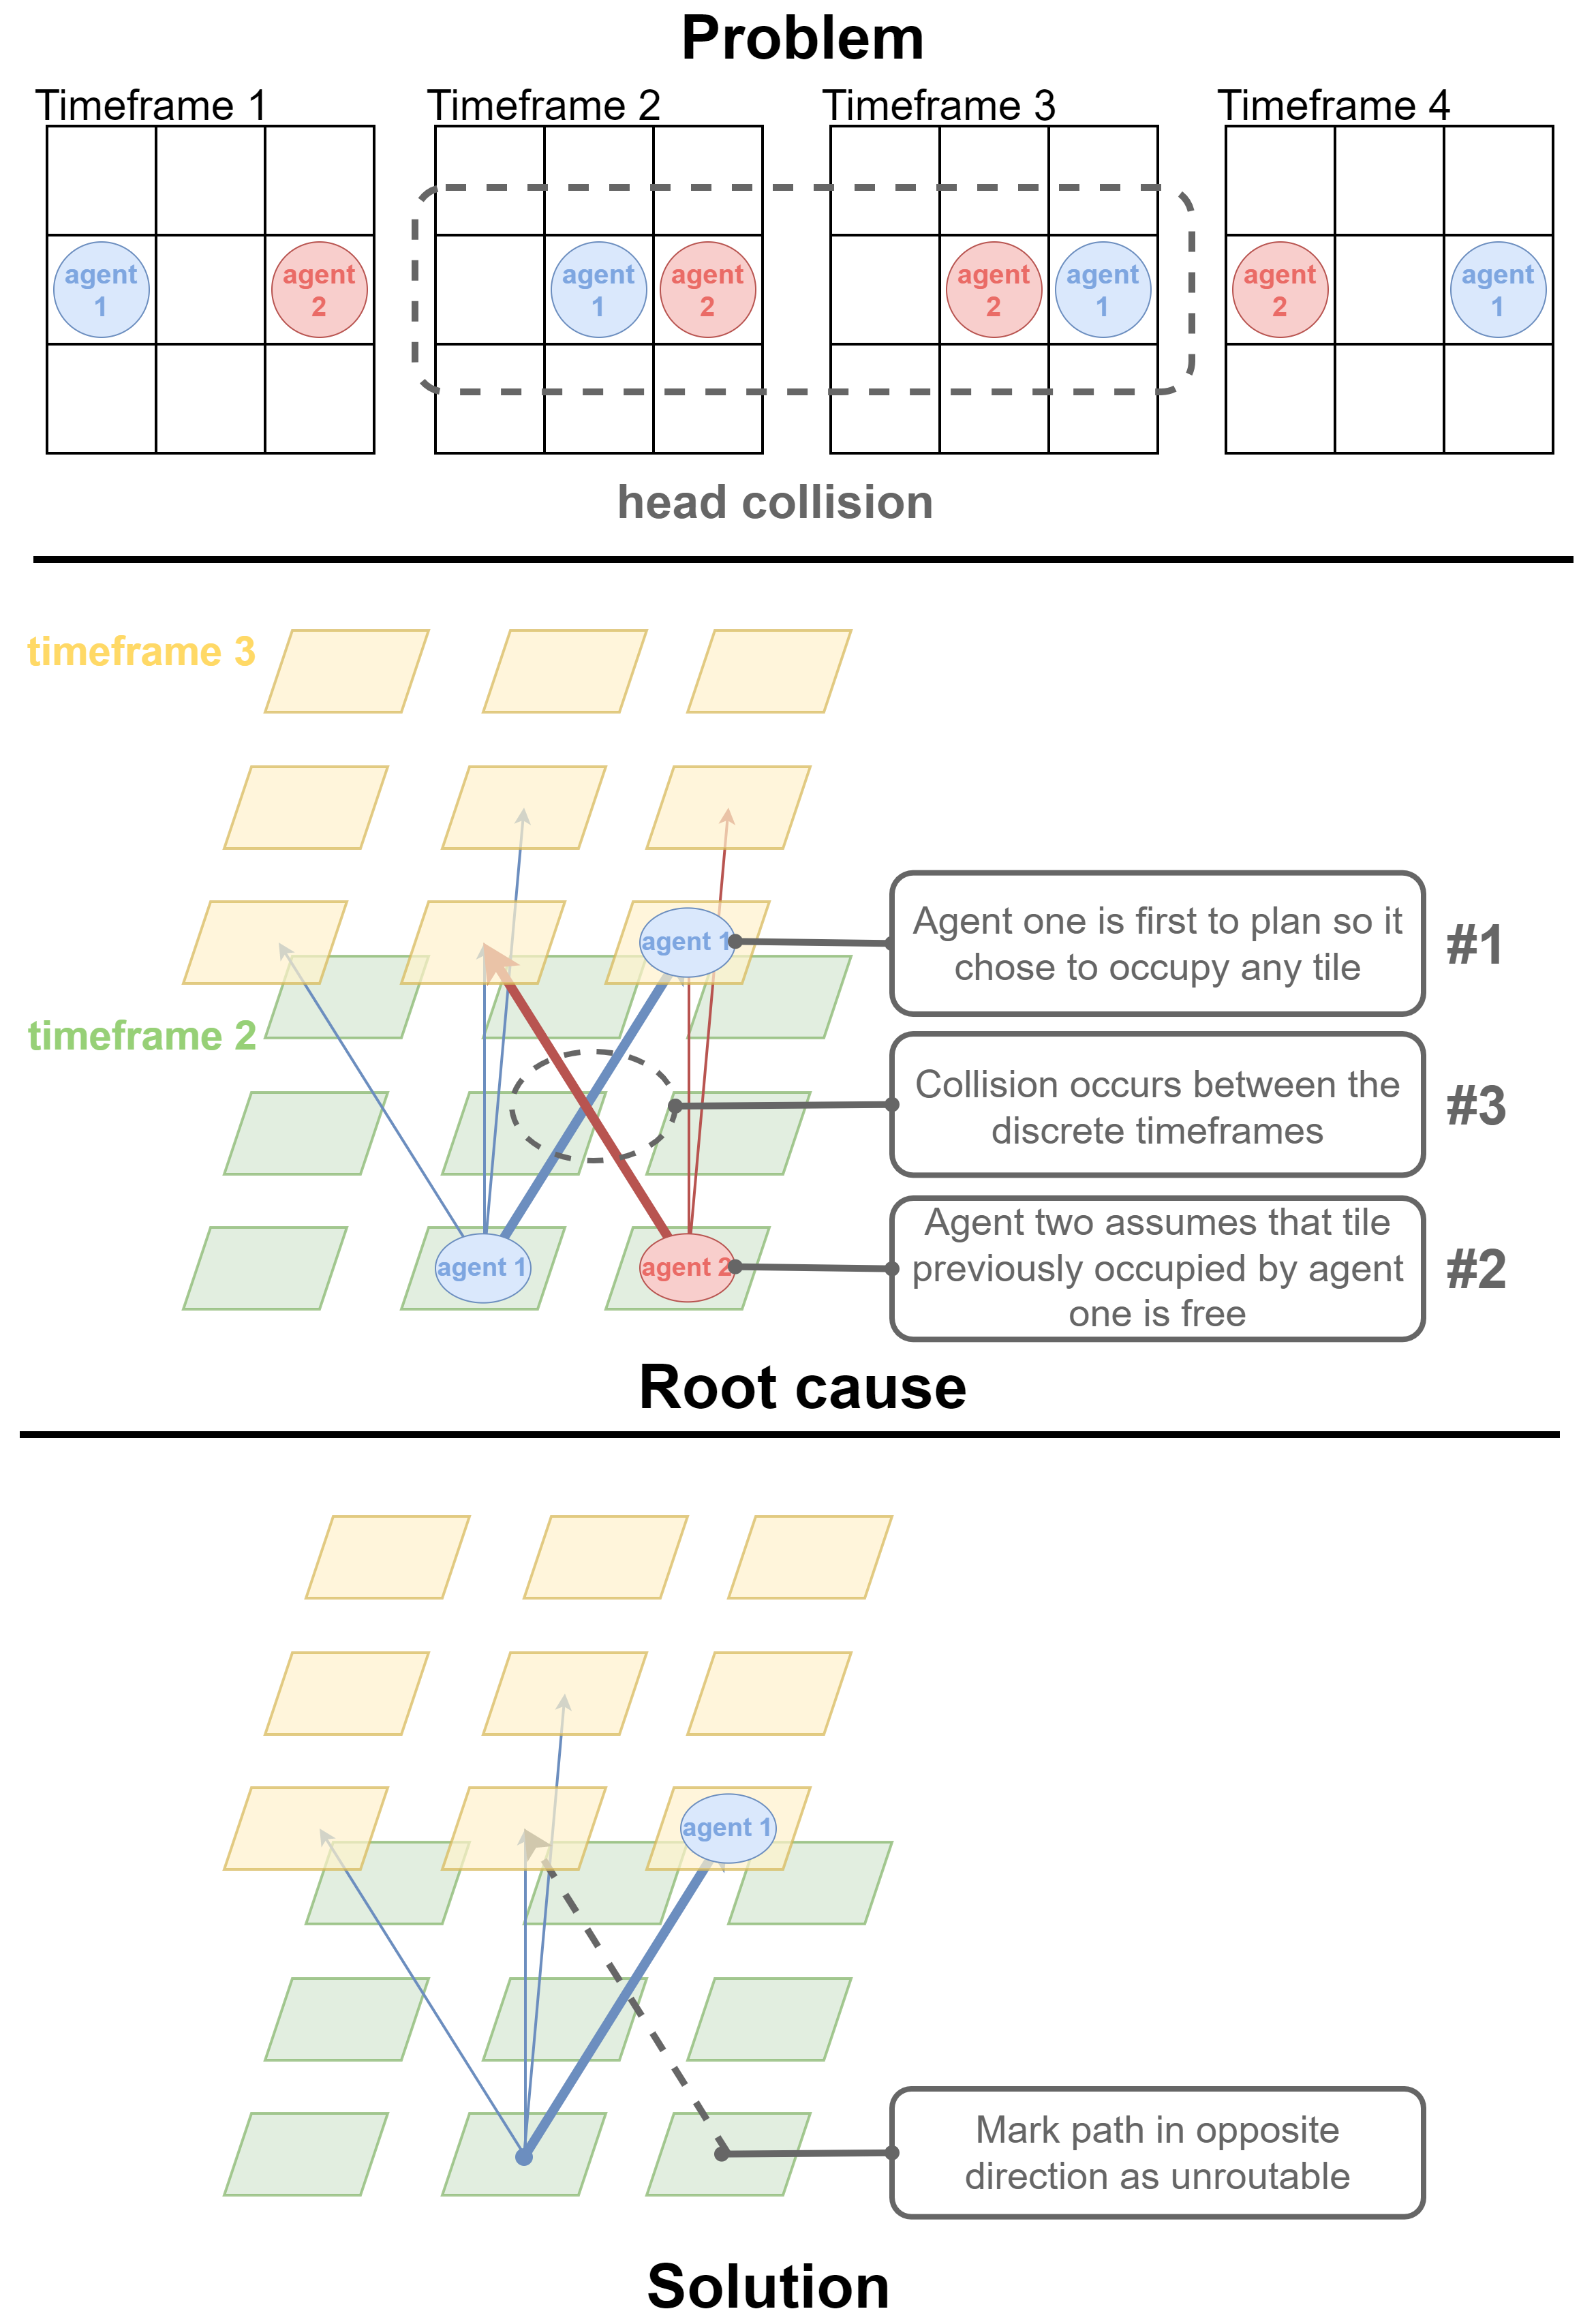 Problem
Timeframe 1
Timeframe 2
Timeframe 3
Timeframe 4
agent
1
agent
2
agent
1
agent
2
agent
2
agent
1
agent
2
agent
1
head collision
timeframe 3
agent 1
Agent one is first to plan so it
chose to occupy any tile
#1
timeframe 2
Collision occurs between the
discrete timeframes
#3
agent 1
agent 2
Agent two assumes that tile
previously occupied by agent
one is free
#2
Root cause
agent 1
Mark path in opposite
direction as unroutable
Solution